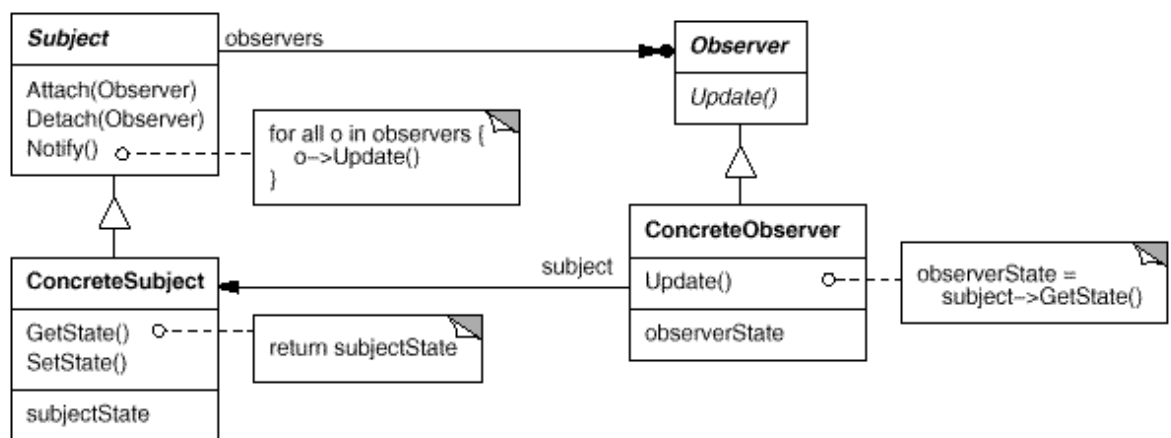 Subject
Attach(Observer)
Detach(Observer)
Notify()
observers
for all o in observers {
o->Update()
}
Observer
Update()
ConcreteSubject
GetState()
SetState()
subjectState
return subjectState
subject
ConcreteObserver
Update()
observerState
observerState =
subject->GetState()